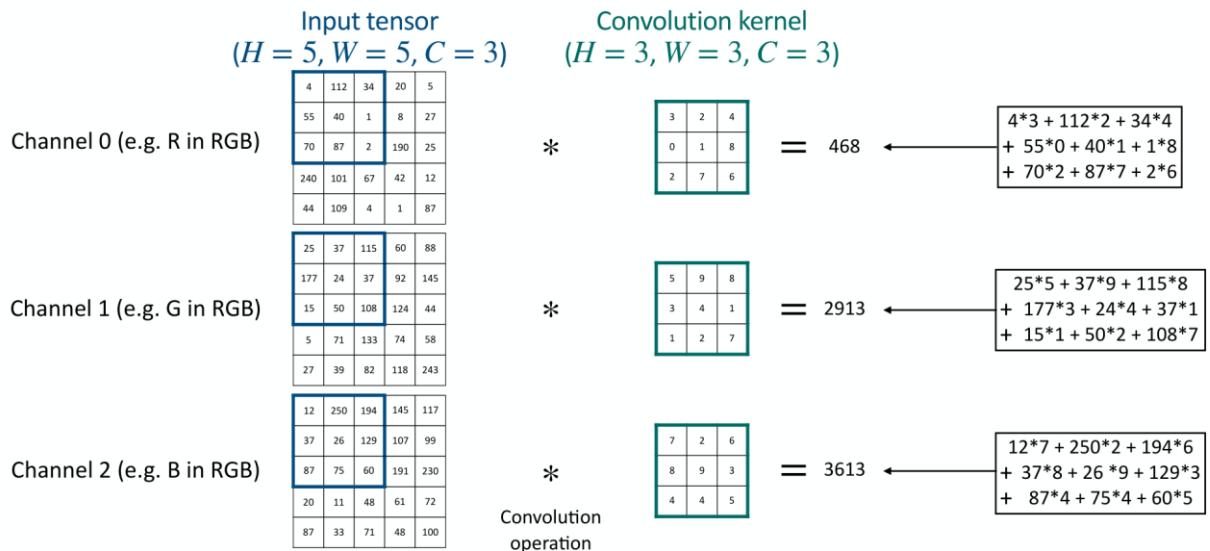 Input tensor
(H = 5, W = 5, C = 3)
Convolution kernel
(H = 3, W = 3, C = 3)
Channel 0 (e.g. R in RGB)
4 112 34 20 5
55 40 1 8 27
70 87 2 190 25
240 101 67 42 12
44 109 4 1 87
*
3 2 4
0 1 8
2 7 6
= 468
4*3 + 112*2 + 34*4
+ 55*0 + 40*1 + 1*8
+ 70*2 + 87*7 + 2*6
Channel 1 (e.g. G in RGB)
25 37 115 60 88
177 24 37 92 145
15 50 108 124 44
5 71 133 74 58
27 39 82 118 243
*
5 9 8
3 4 1
1 2 7
= 2913
25*5 + 37*9 + 115*8
+ 177*3 + 24*4 + 37*1
+ 15*1 + 50*2 + 108*7
Channel 2 (e.g. B in RGB)
12 250 194 145 117
37 26 129 107 99
87 75 60 191 230
20 11 48 61 72
87 33 71 48 100
*
Convolution
operation
7 2 6
8 9 3
4 4 5
= 3613
12*7 + 250*2 + 194*6
+ 37*8 + 26 *9 + 129*3
+ 87*4 + 75*4 + 60*5